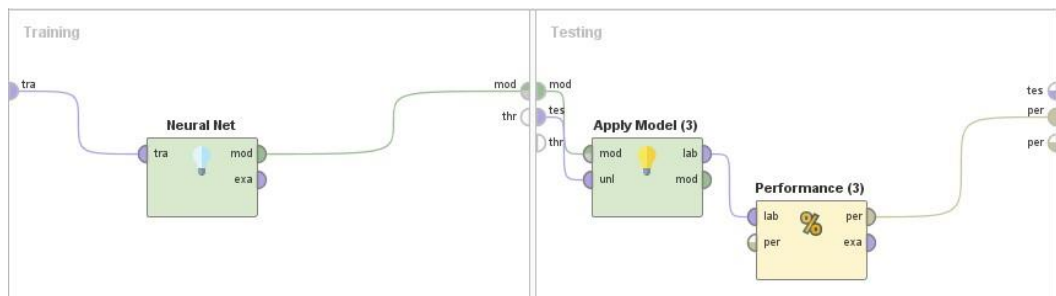 Training
tra
mod
thr
Neural Net
tra
mod
exa
Testing
mod
tes
thr
tes
per
per
Apply Model (3)
mod
lab
unl
mod
Performance (3)
lab
per
per
exa
%